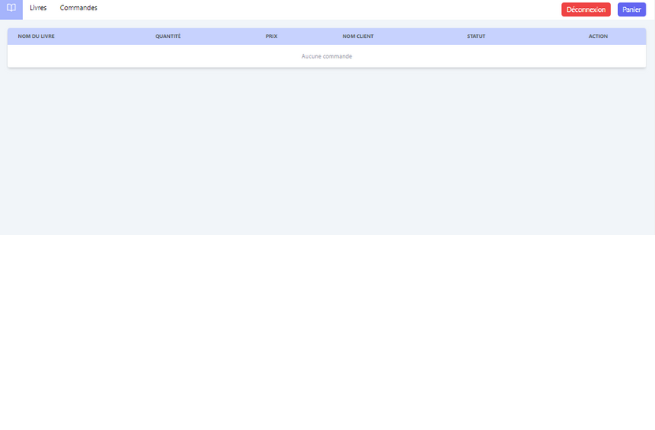 Livres Commandes Déconnexion Panier
NOM DU LIVRE QUANTITÉ PRIX NOM CLIENT STATUT ACTION
Aucune commande